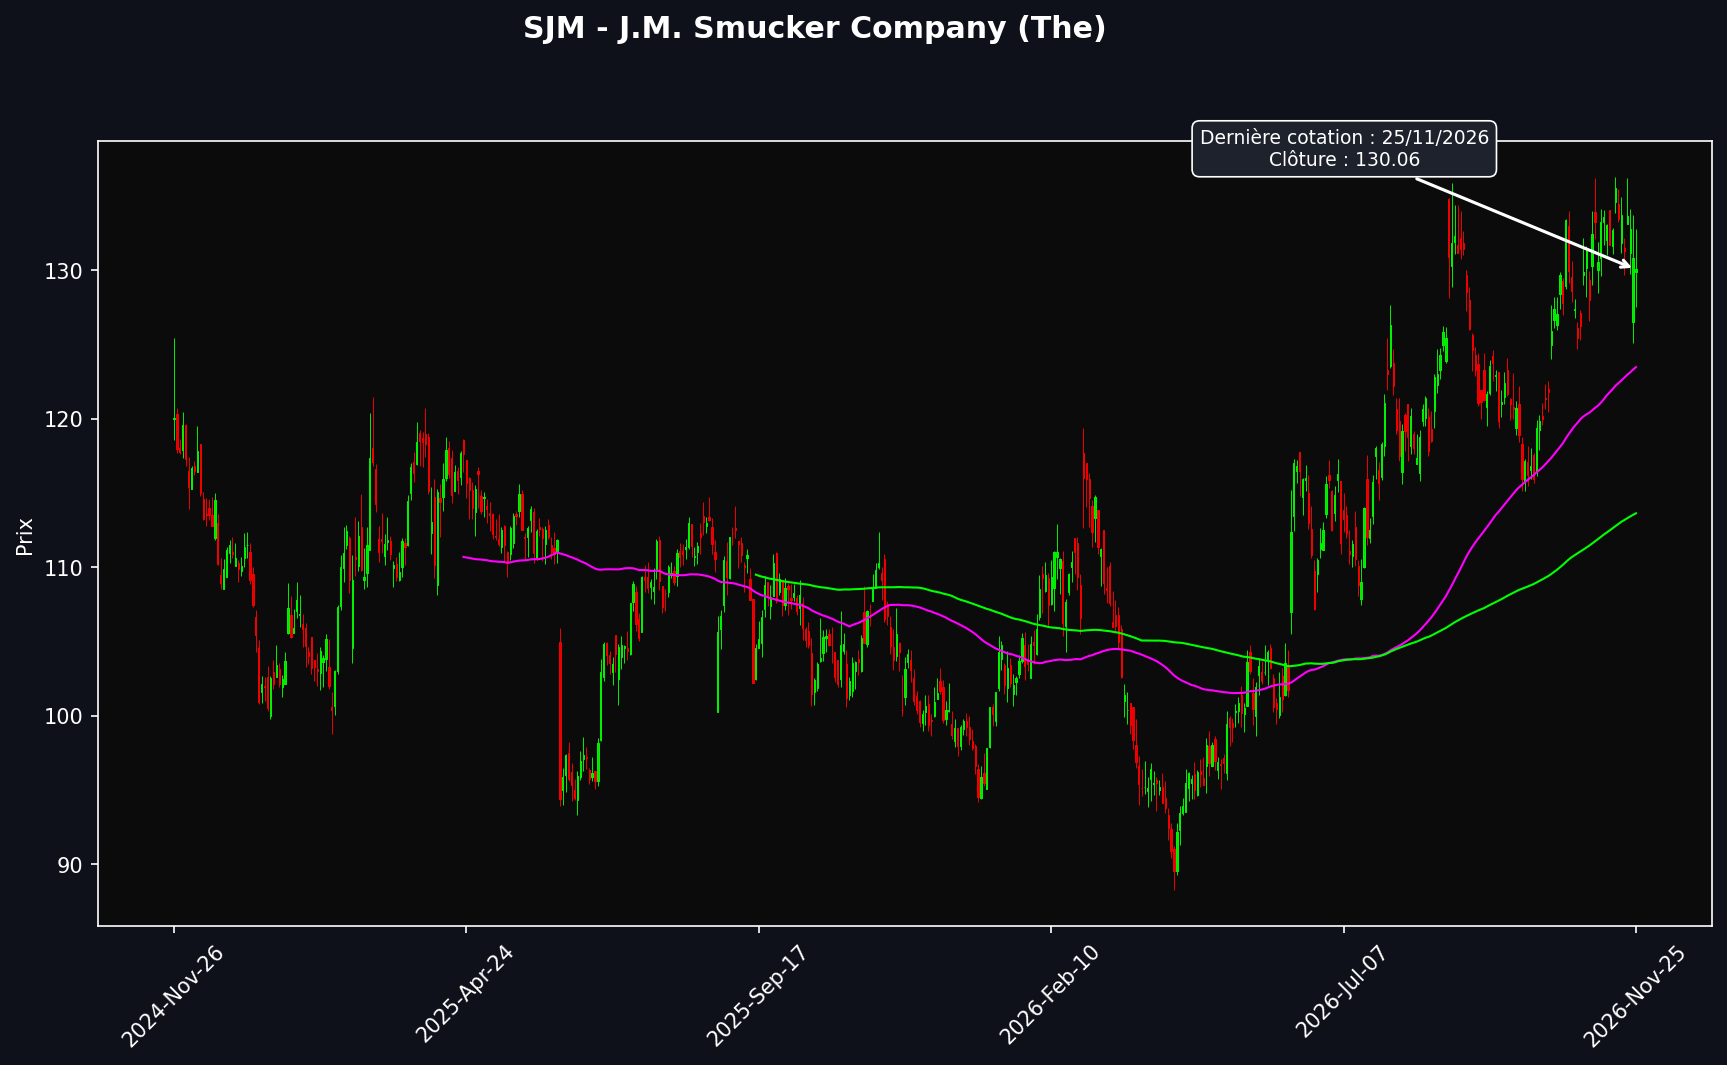 SJM - J.M. Smucker Company (The)
Dernière cotation : 25/11/2026
Clôture : 130.06
Prix
130
120
110
100
90
2024-Nov-26
2025-Apr-24
2025-Sep-17
2026-Feb-10
2026-Jul-07
2026-Nov-25